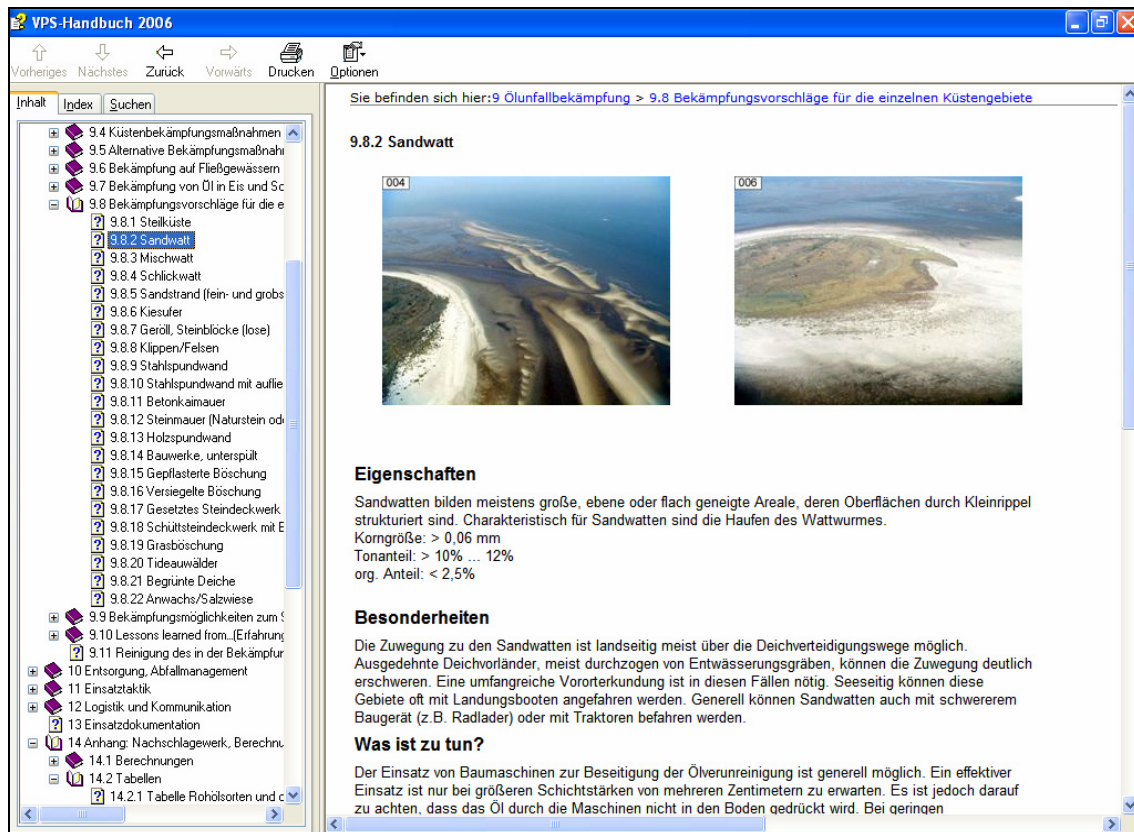 VPS-Handbuch 2006
Vorheriges Nächstes Zurück Vorwärts Drucken Optionen
Inhalt Index Suchen
9.4 Küstenbekämpfungsmaßnahmen
9.5 Alternative Bekämpfungsmaßnahm
9.6 Bekämpfung auf Fließgewässern
9.7 Bekämpfung von Öl in Eis und Sc
9.8 Bekämpfungsvorschläge für die e
9.8.1 Steilküste
9.8.2 Sandwatt
9.8.3 Mischwatt
9.8.4 Schlickwatt
9.8.5 Sandstrand (fein- und grobs
9.8.6 Kiesufer
9.8.7 Geröll, Steinblöcke (lose)
9.8.8 Klippen/Felsen
9.8.9 Stahlspundwand
9.8.10 Stahlspundwand mit auflie
9.8.11 Betonkaimauer
9.8.12 Steinmauer (Naturstein ode
9.8.13 Holzspundwand
9.8.14 Bauwerke, unterspült
9.8.15 Gepflasterte Böschung
9.8.16 Versiegelte Böschung
9.8.17 Gesetztes Steindeckwerk
9.8.18 Schüttsteindeckwerk mit E
9.8.19 Grasböschung
9.8.20 Tideauwälder
9.8.21 Begrünte Deiche
9.8.22 Anwachs/Salzwiese
9.9 Bekämpfungsmöglichkeiten zum S
9.10 Lessons learned from...(Erfahrung
9.11 Reinigung des in der Bekämpfur
10 Entsorgung, Abfallmanagement
11 Einsatztaktik
12 Logistik und Kommunikation
13 Einsatzdokumentation
14 Anhang: Nachschlagewerk, Berechnu
14.1 Berechnungen
14.2 Tabellen
14.2.1 Tabelle Rohölsorten und c
Sie befinden sich hier:9 Ölunfallbekämpfung > 9.8 Bekämpfungsvorschläge für die einzelnen Küstengebiete
9.8.2 Sandwatt
004 006
Eigenschaften
Sandwatten bilden meistens große, ebene oder flach geneigte Areale, deren Oberflächen durch Kleinrippel
strukturiert sind. Charakteristisch für Sandwatten sind die Haufen des Wattwurmes.
Korngröße: > 0,06 mm
Tonanteil: > 10% ... 12%
org. Anteil: < 2,5%
Besonderheiten
Die Zuwegung zu den Sandwatten ist landseitig meist über die Deichverteidigungswege möglich.
Ausgedehnte Deichvorländer, meist durchzogen von Entwässerungsgräben, können die Zuwegung deutlich
erschweren. Eine umfangreiche Vororterkundung ist in diesen Fällen nötig. Seeseitig können diese
Gebiete oft mit Landungsbooten angefahren werden. Generell können Sandwatten auch mit schwererem
Baugerät (z.B. Radlader) oder mit Traktoren befahren werden.
Was ist zu tun?
Der Einsatz von Baumaschinen zur Beseitigung der Ölverunreinigung ist generell möglich. Ein effektiver
Einsatz ist nur bei größeren Schichtstärken von mehreren Zentimetern zu erwarten. Es ist jedoch darauf
zu achten, dass das Öl durch die Maschinen nicht in den Boden gedrückt wird. Bei geringen